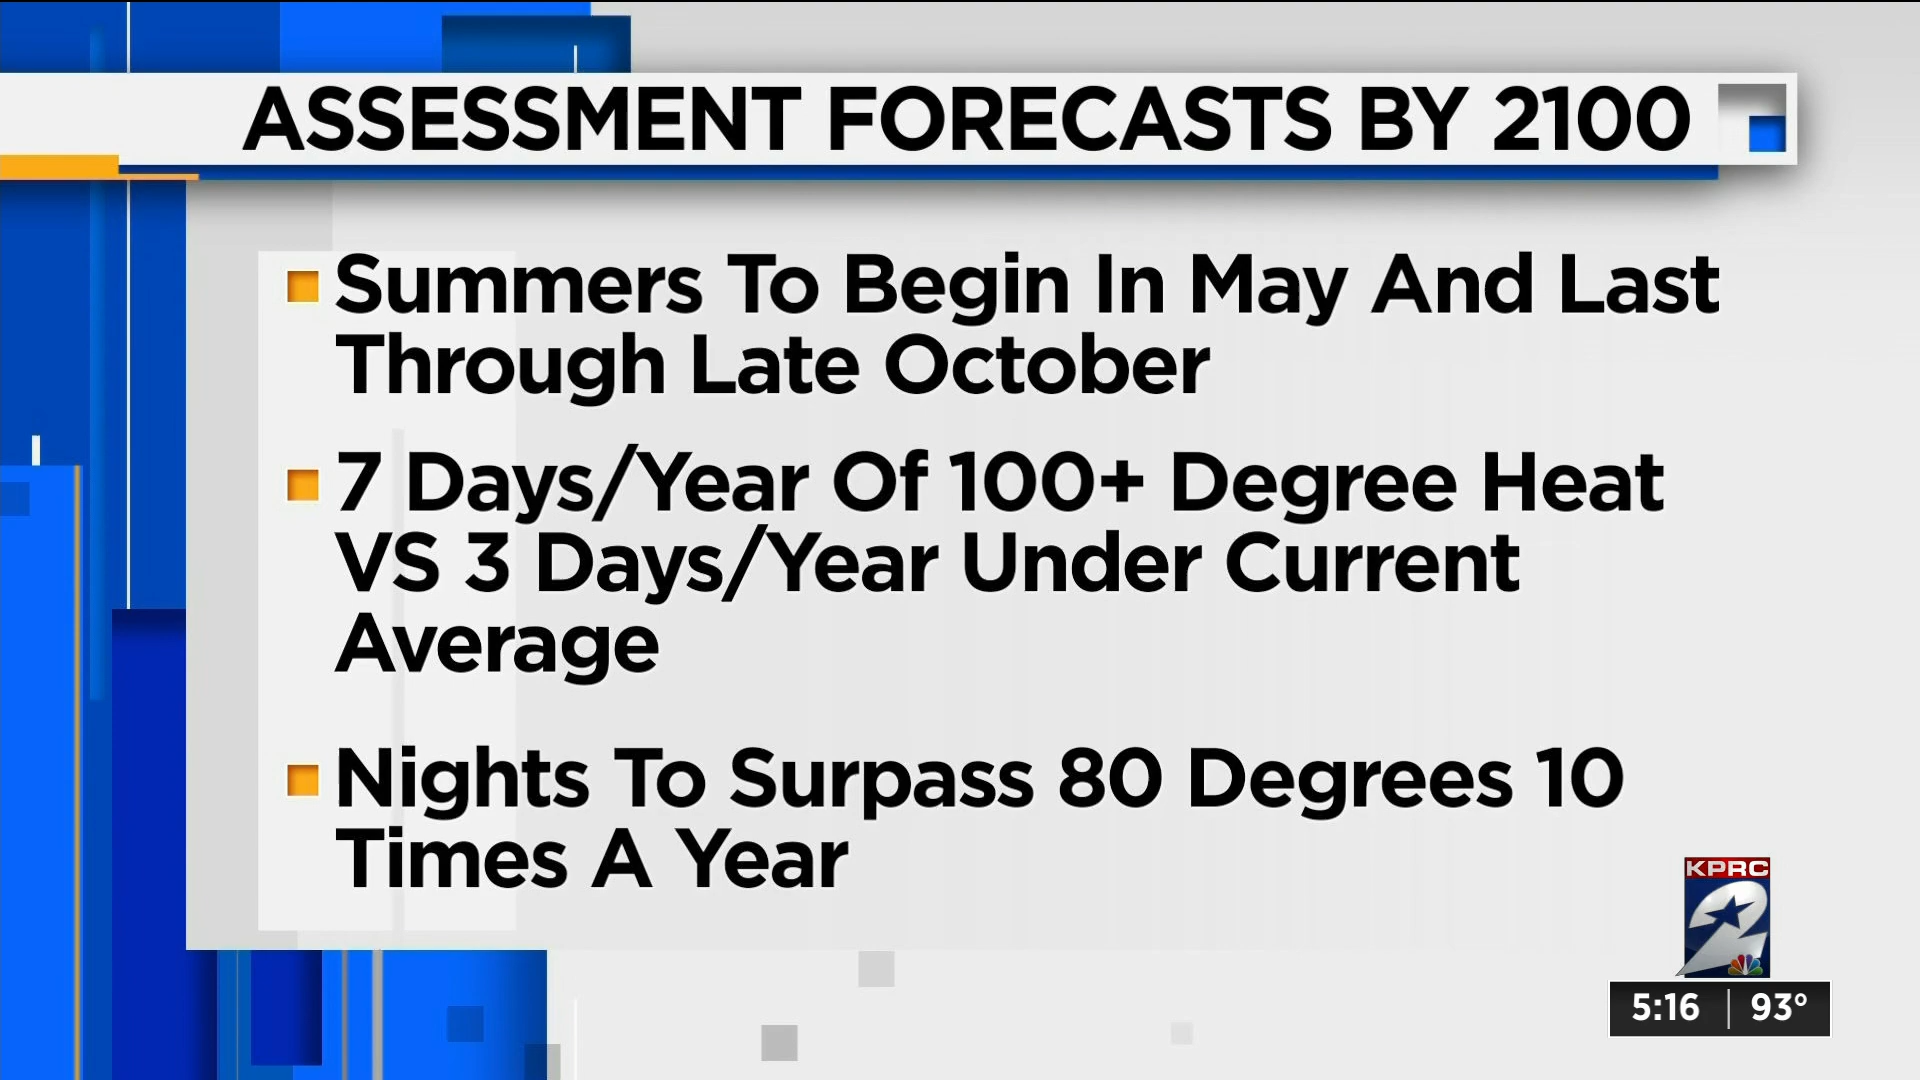 ASSESSMENT FORECASTS BY 2100
Summers To Begin In May And Last
Through Late October
7 Days/Year Of 100+ Degree Heat
VS 3 Days/Year Under Current
Average
Nights To Surpass 80 Degrees 10
Times A Year
KPRC
2
5:16 | 93°